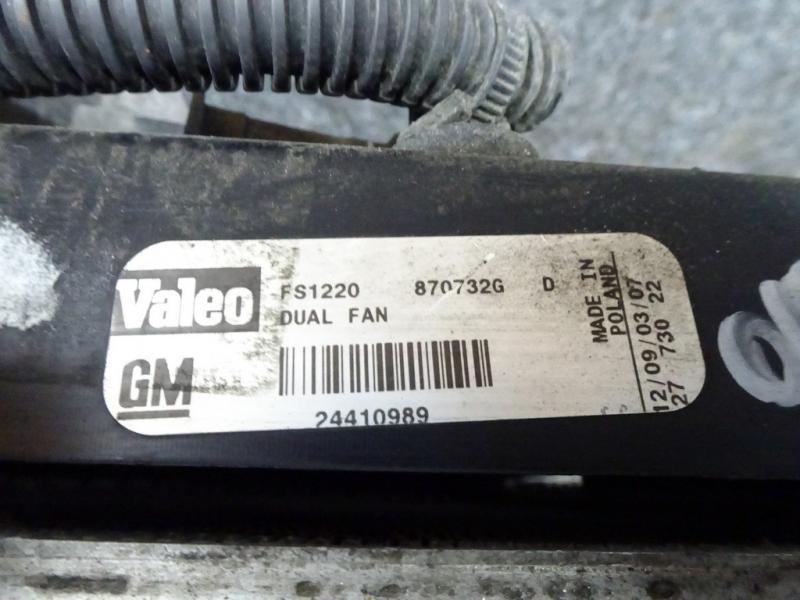 Valeo FS1220 870732G D
DUAL FAN
GM
24410989
MADE IN
POLAND
12/09/03/07
27 730 22